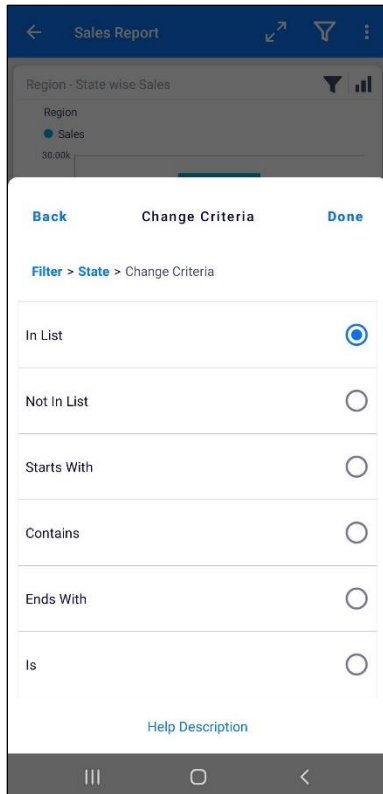 Sales Report
Region - State wise Sales
Region
Sales
30.00k
Back Change Criteria Done
Filter > State > Change Criteria
In List
Not In List
Starts With
Contains
Ends With
Is
Help Description